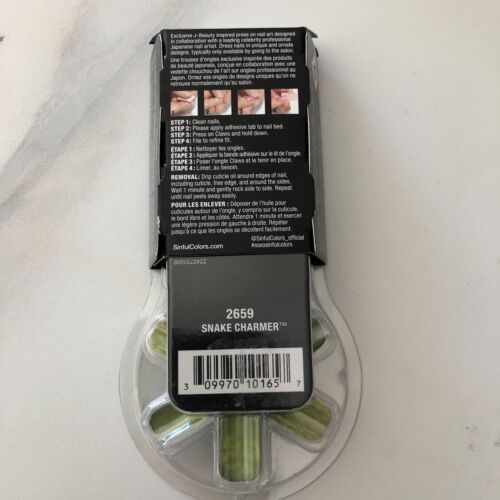 Exclusive J-Beauty inspired press on nail art designed
in collaboration with a leading celebrity professional
Japanese nail artist. Press nails in unique and ornate
designs, typically only available by going to the salon.
Une trousse d'ongles exclusive inspirée des produits
de beauté japonais, conçue en collaboration avec une
vedette chouchou de l'art sur ongles professionnel au
Japon. Ornez vos ongles de designs uniques qu'on ne
retrouve normalement qu'au salon.
1 2 3 4
STEP 1: Clean nails.
STEP 2: Please apply adhesive tab to nail bed.
STEP 3: Press on Claws and hold down.
STEP 4: File to refine fit.
ÉTAPE 1 : Nettoyer les ongles.
ÉTAPE 2 : Appliquer la bande adhésive sur le lit de l'ongle.
ÉTAPE 3 : Poser l'ongle Claws et le tenir en place.
ÉTAPE 4 : Limer, au besoin.
REMOVAL: Drip cuticle oil around edges of nail,
including cuticle, free edge, and around the sides.
Wait 1 minute and gently rock side to side. Repeat
until nail peels away easily.
POUR LES ENLEVER : Déposer de l'huile pour
cuticules autour de l'ongle, y compris sur le cuticule,
le bord libre et les côtés. Attendre 1 minute et exercer
une légère pression de gauche à droite. Répéter
jusqu'à ce que les ongles se décollent facilement.
@SinfulColors_official
SinfulColors.com #xoxosinfulcolors
2240731000
2659
SNAKE CHARMER™
3 09970 10165 7